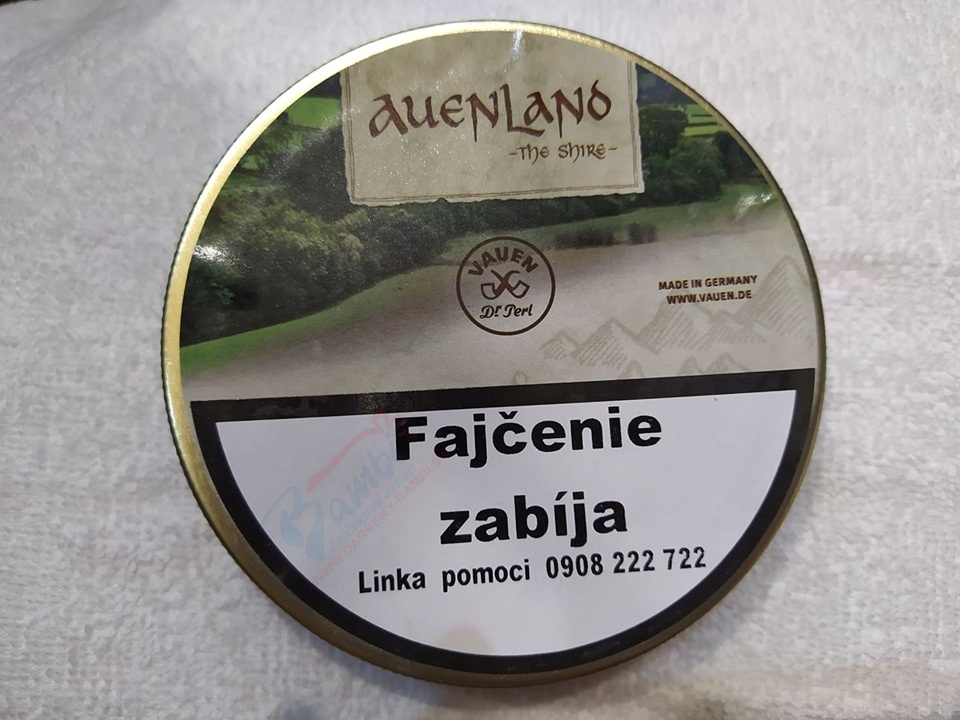 AUENLAND
-THE SHIRE-
VAUEN
Dr Perl
MADE IN GERMANY
WWW.VAUEN.DE
Fajčenie
zabíja
Linka pomoci 0908 222 722
Bambi